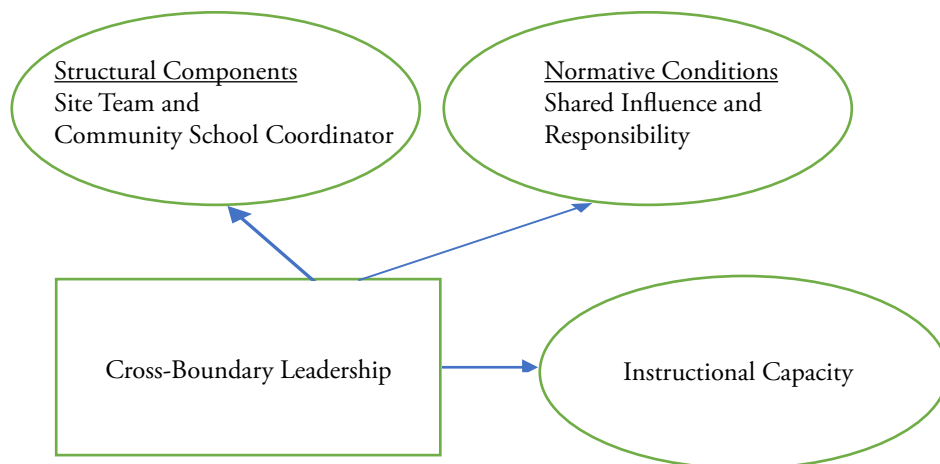 Structural Components
Site Team and
Community School Coordinator
Normative Conditions
Shared Influence and
Responsibility
Cross-Boundary Leadership
Instructional Capacity